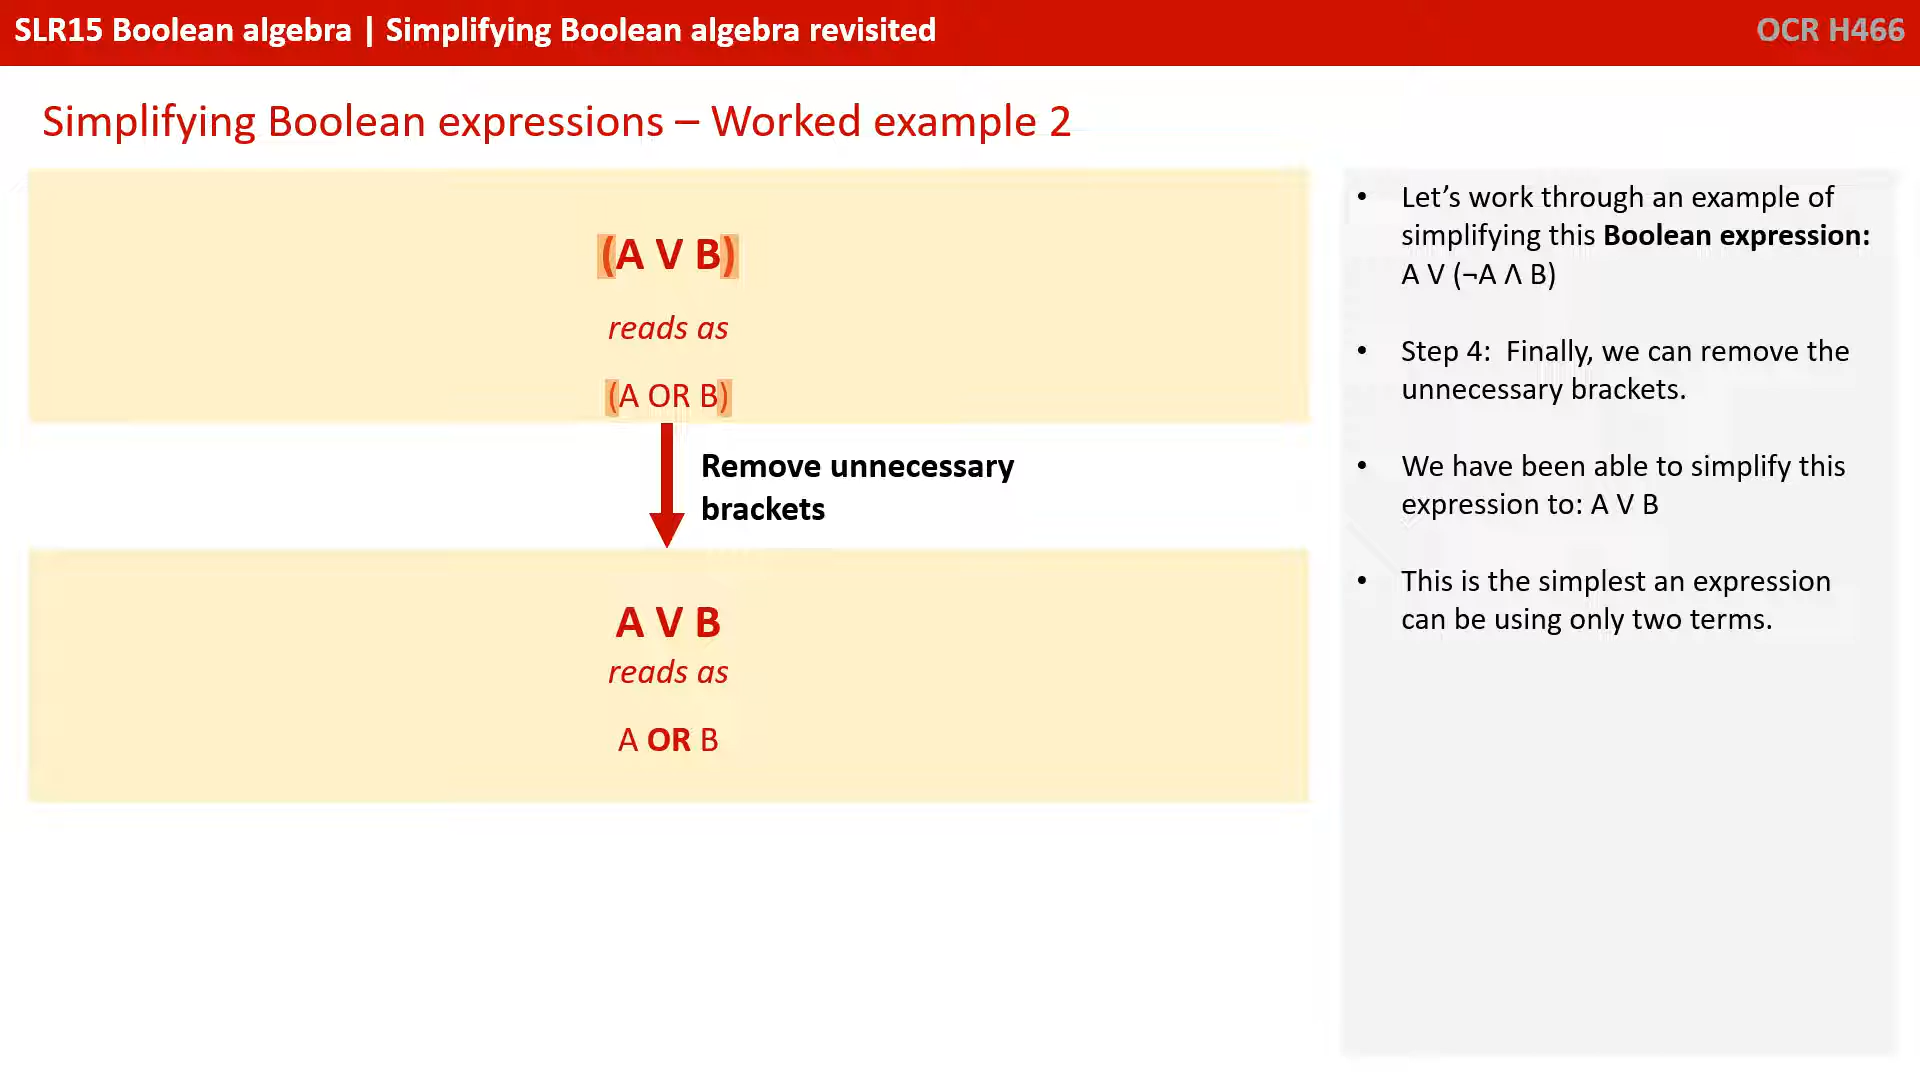 SLR15 Boolean algebra | Simplifying Boolean algebra revisited
OCR H466
Simplifying Boolean expressions – Worked example 2
(A V B)
reads as
(A OR B)
Remove unnecessary
brackets
A V B
reads as
A OR B
• Let’s work through an example of
simplifying this Boolean expression:
A V (¬A Λ B)
• Step 4: Finally, we can remove the
unnecessary brackets.
• We have been able to simplify this
expression to: A V B
• This is the simplest an expression
can be using only two terms.